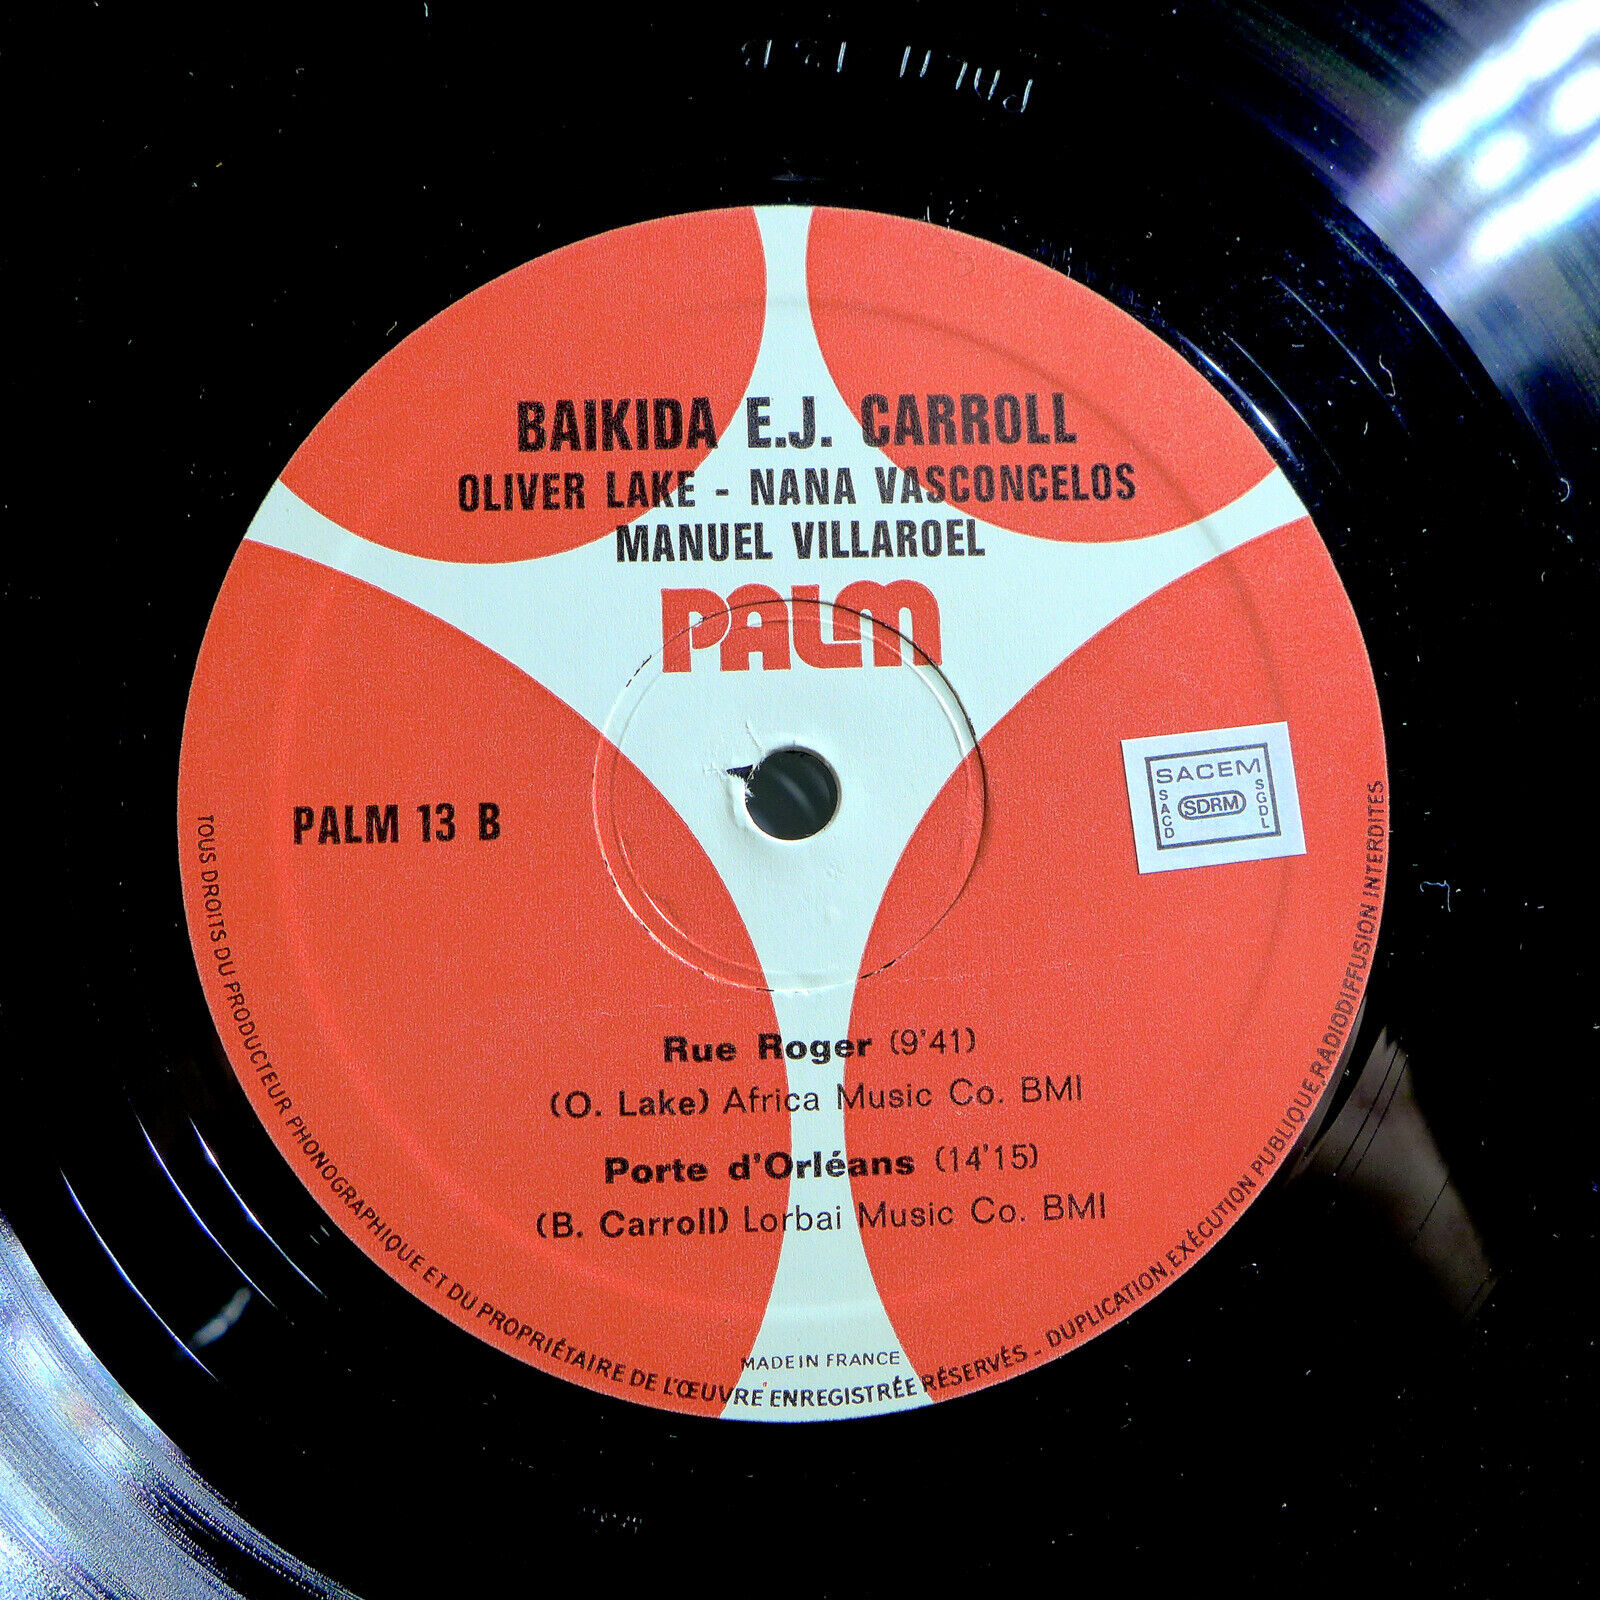 BAIKIDA E.J. CARROLL
OLIVER LAKE - NANA VASCONCELOS
MANUEL VILLAROEL
PALM
PALM 13 B
SACEM
SACD
SDRM
SGDL
Rue Roger (9'41)
(O. Lake) Africa Music Co. BMI
Porte d'Orléans (14'15)
(B. Carroll) Lorbai Music Co. BMI
MADE IN FRANCE
TOUS DROITS DU PRODUCTEUR PHONOGRAPHIQUE ET DU PROPRIÉTAIRE DE L'ŒUVRE ENREGISTRÉE RÉSERVÉS - DUPLICATION, EXÉCUTION PUBLIQUE, RADIODIFFUSION INTERDITES